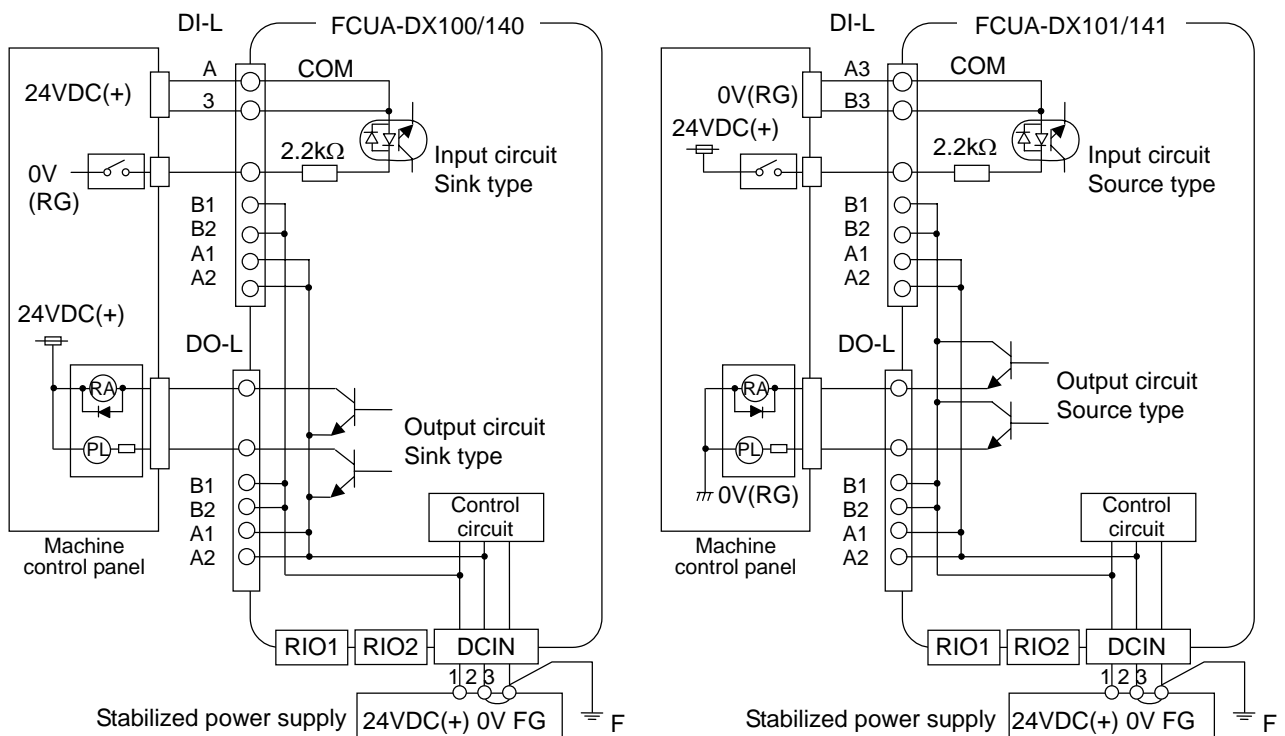 DI-L
FCUA-DX100/140
24VDC(+)
A
3
COM
0V
(RG)
2.2kΩ
Input circuit
Sink type
B1
B2
A1
A2
24VDC(+)
DO-L
RA
PL
Output circuit
Sink type
B1
B2
A1
A2
Control
circuit
Machine
control panel
RIO1
RIO2
DCIN
1 2 3
Stabilized power supply
24VDC(+) 0V FG
F
DI-L
FCUA-DX101/141
A3
B3
COM
0V(RG)
24VDC(+)
2.2kΩ
Input circuit
Source type
B1
B2
A1
A2
DO-L
RA
PL
Output circuit
Source type
0V(RG)
B1
B2
A1
A2
Control
circuit
Machine
control panel
RIO1
RIO2
DCIN
1 2 3
Stabilized power supply
24VDC(+) 0V FG
F